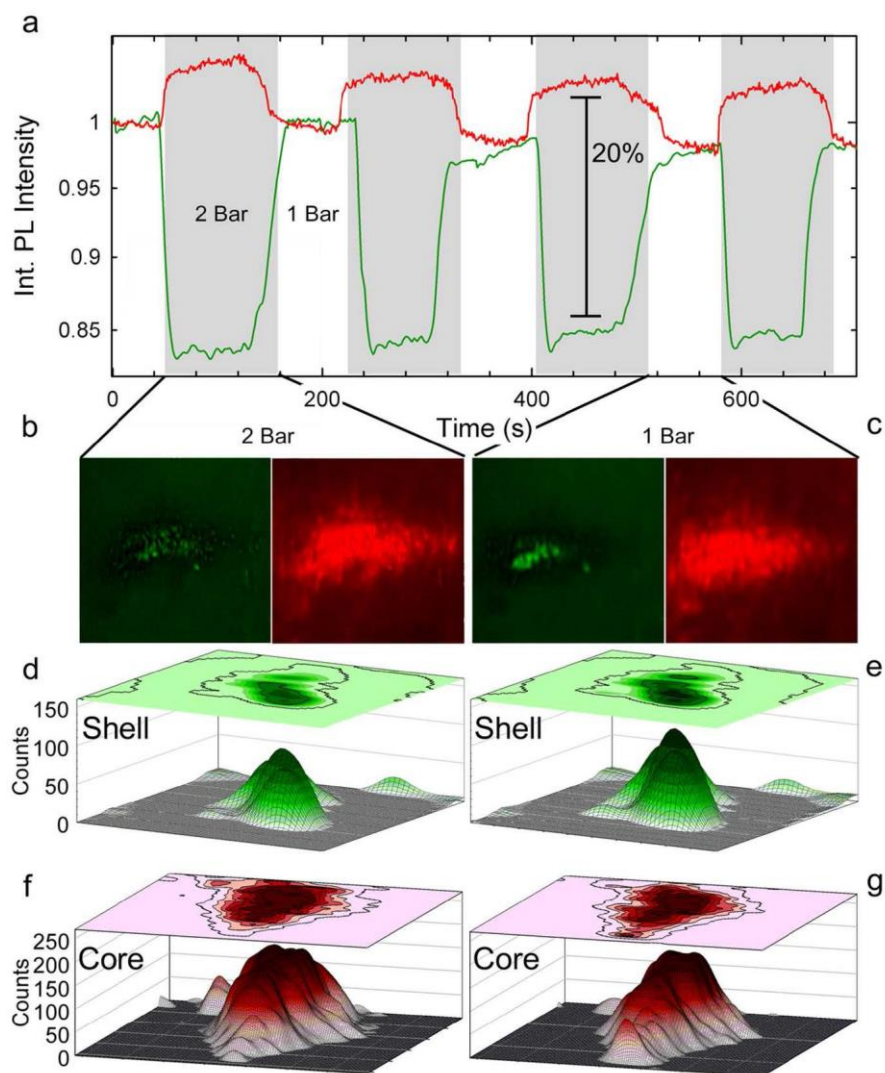 a
Int. PL Intensity
1
0.95
0.9
0.85
2 Bar
1 Bar
20%
0
200
400
600
Time (s)
b
2 Bar
1 Bar
c
d
e
Counts
150
100
50
0
Shell
Shell
f
g
Counts
250
200
150
100
50
0
Core
Core